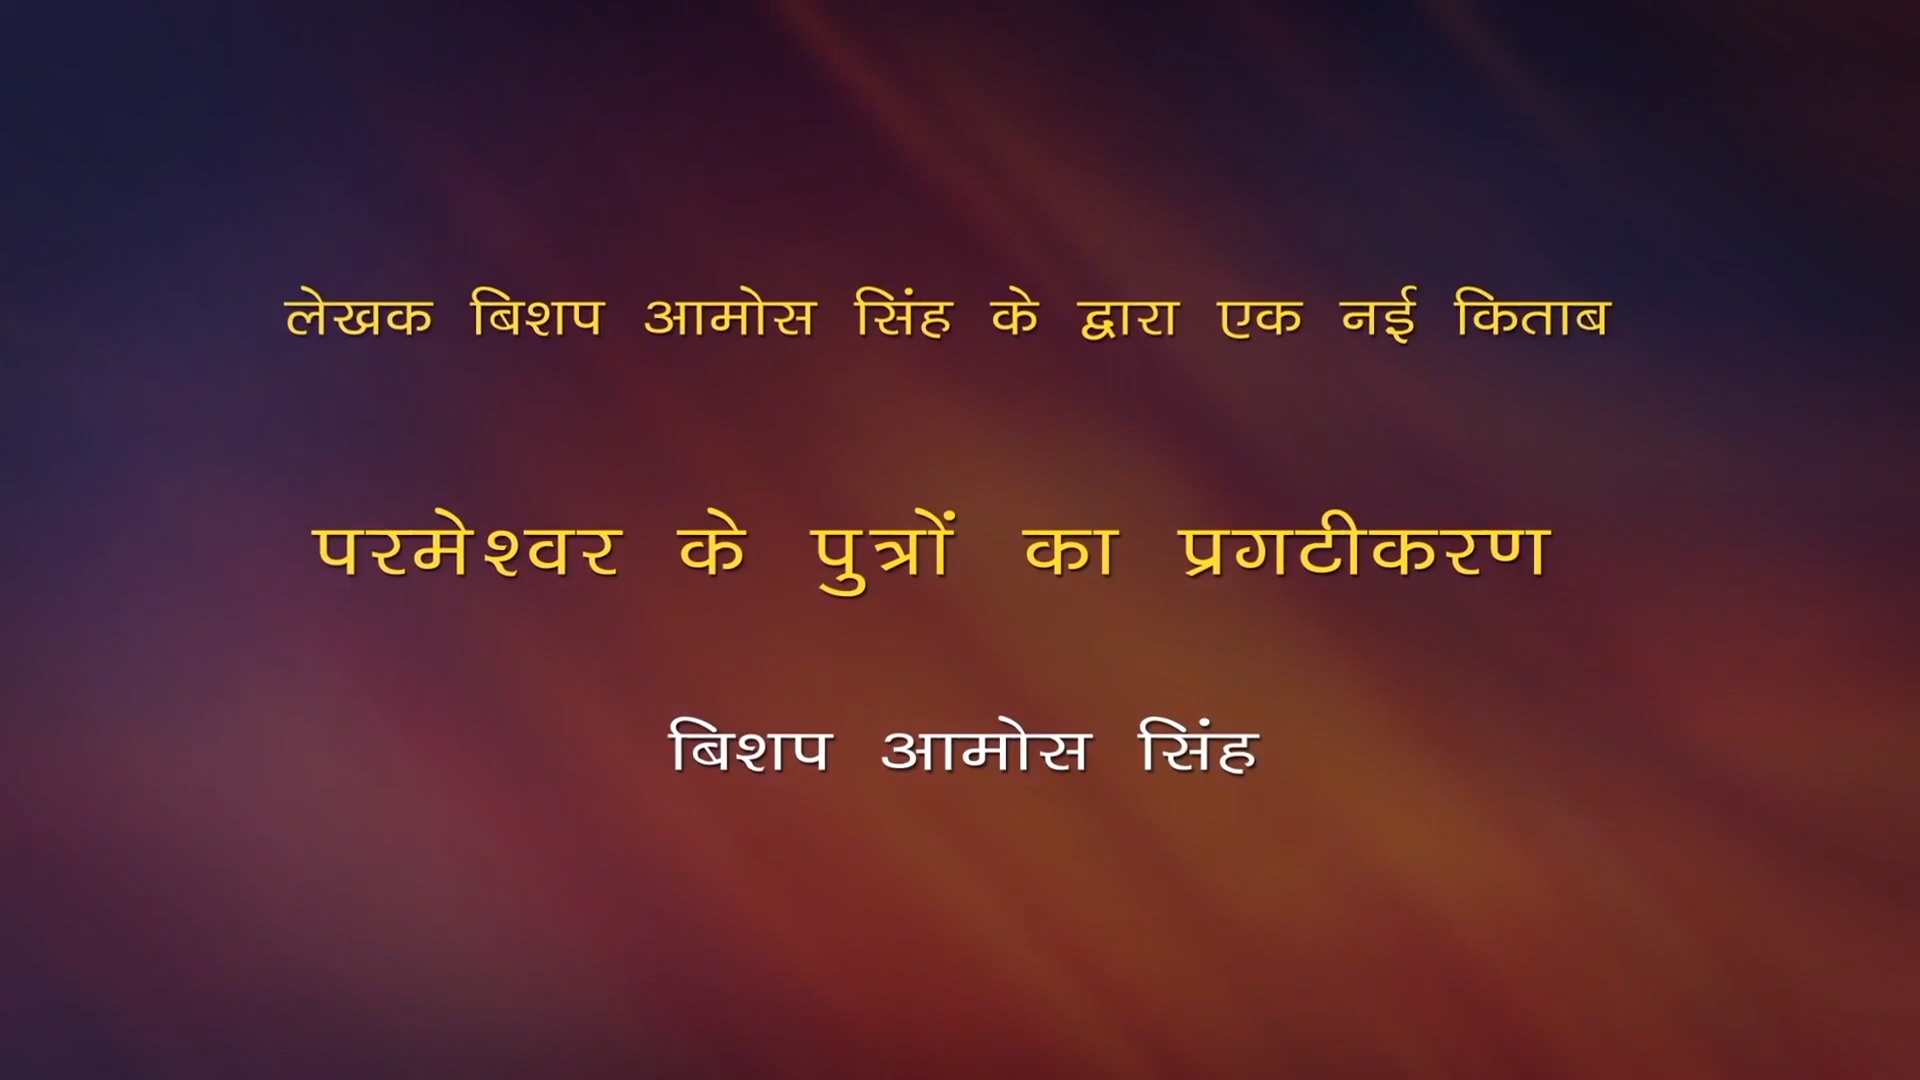 लेखक बिशप आमोस सिंह के द्वारा एक नई किताब
परमेश्वर के पुत्रों का प्रगटीकरण
बिशप आमोस सिंह